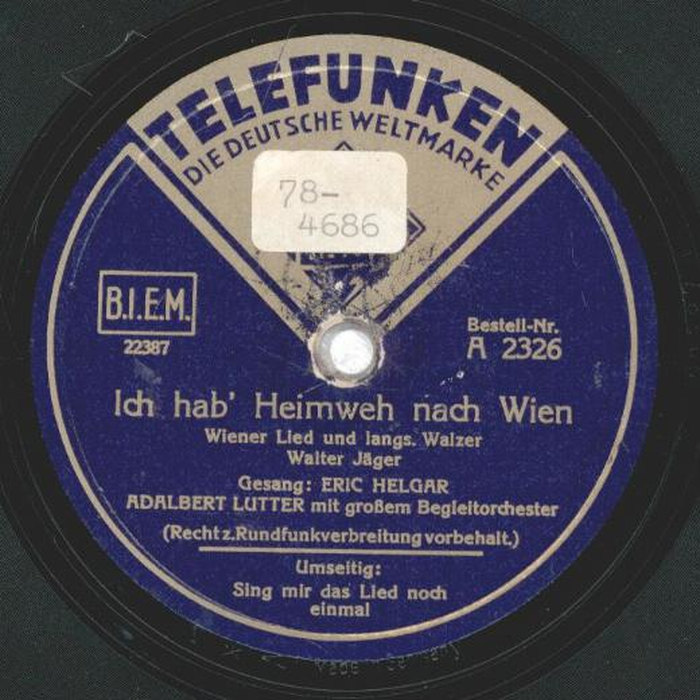 TELEFUNKEN
DIE DEUTSCHE WELTMARKE
78-
4686
B.I.E.M.
22387
Bestell-Nr.
A 2326
Ich hab' Heimweh nach Wien
Wiener Lied und langs. Walzer
Walter Jäger
Gesang: ERIC HELGAR
ADALBERT LUTTER mit großem Begleitorchester
(Recht z. Rundfunkverbreitung vorbehalt.)
Umseitig:
Sing mir das Lied noch
einmal